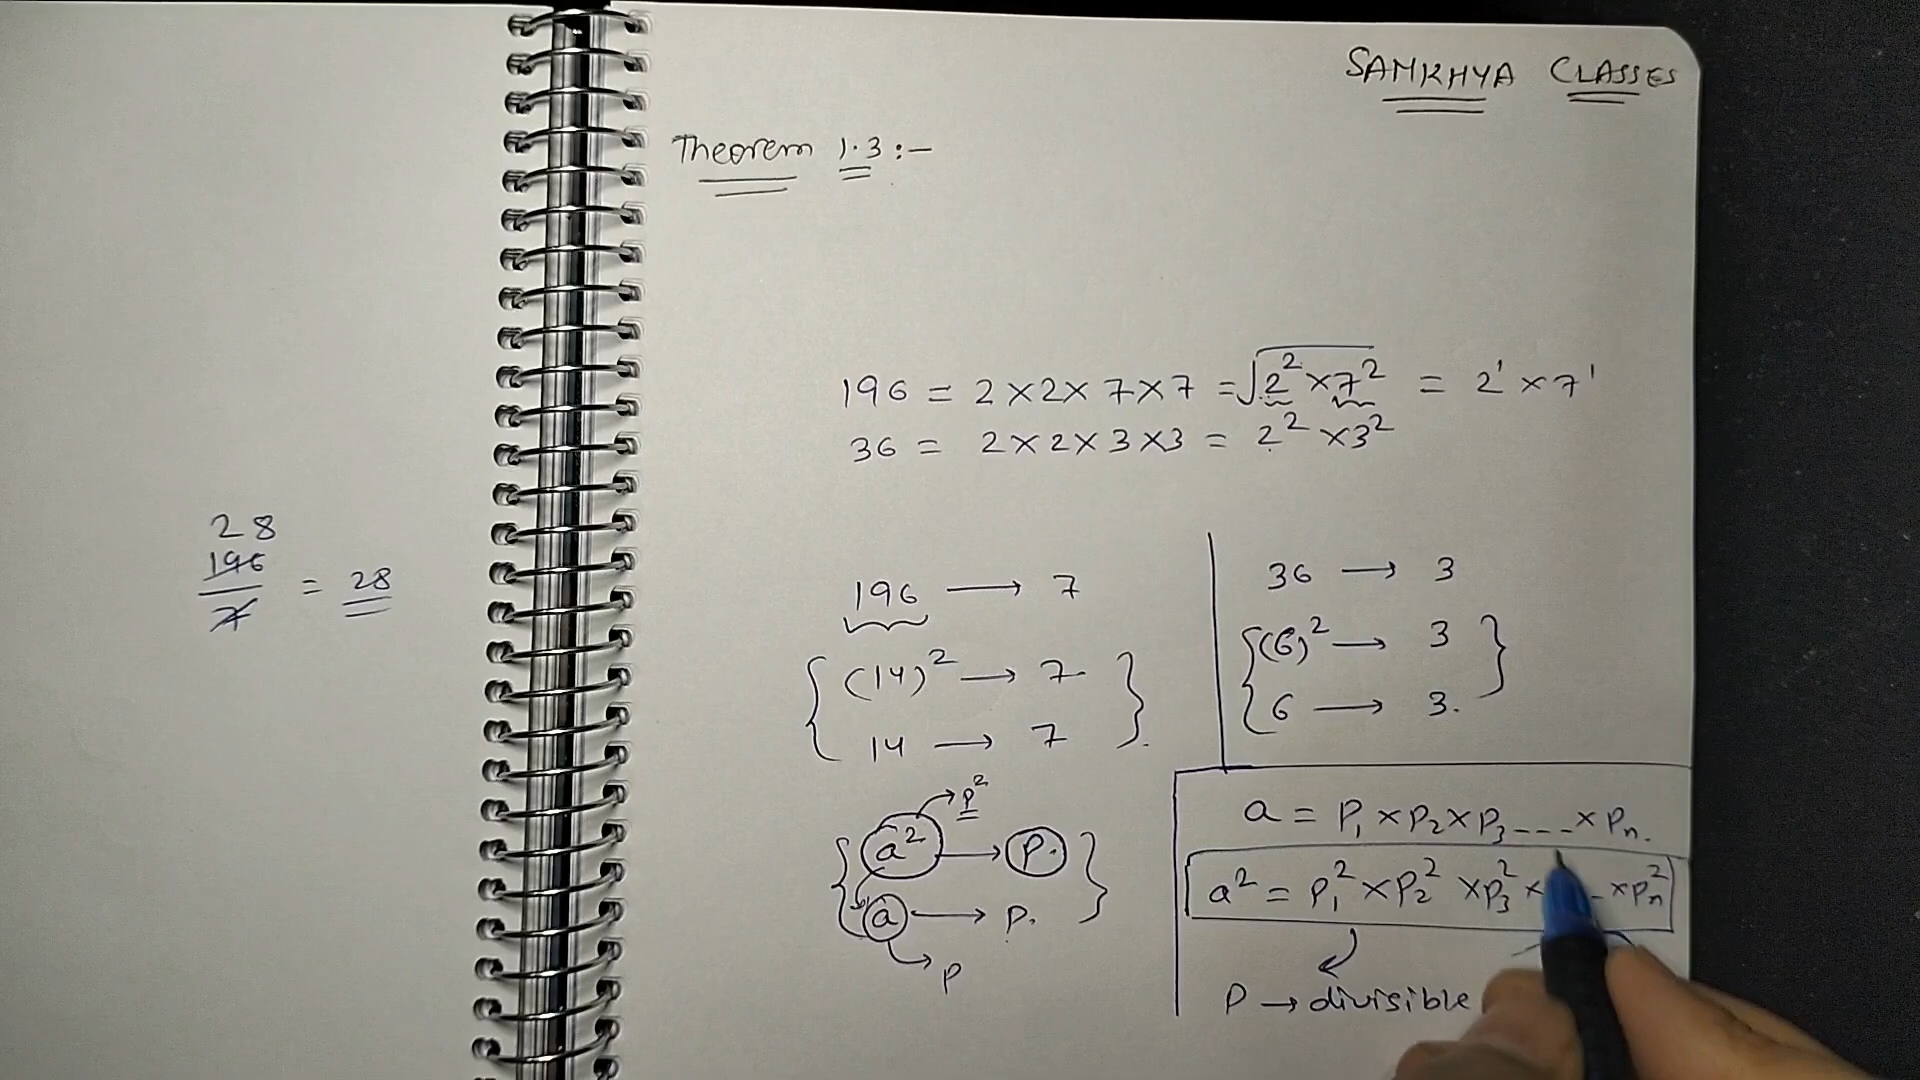 SAMKHYA CLASSES
Theorem 1.3 :-
196 = 2 × 2 × 7 × 7 = √2² × 7² = 2¹ × 7¹
36 = 2 × 2 × 3 × 3 = 2² × 3²
28
196
7
= 28
196 → 7
(14)² → 7
14 → 7
36 → 3
(6)² → 3
6 → 3.
p²
a² → p.
a → p.
p
a = P₁ × P₂ × P₃ --- × Pn.
a² = P₁² × P₂² × P₃² × - × Pn²
P → divisible